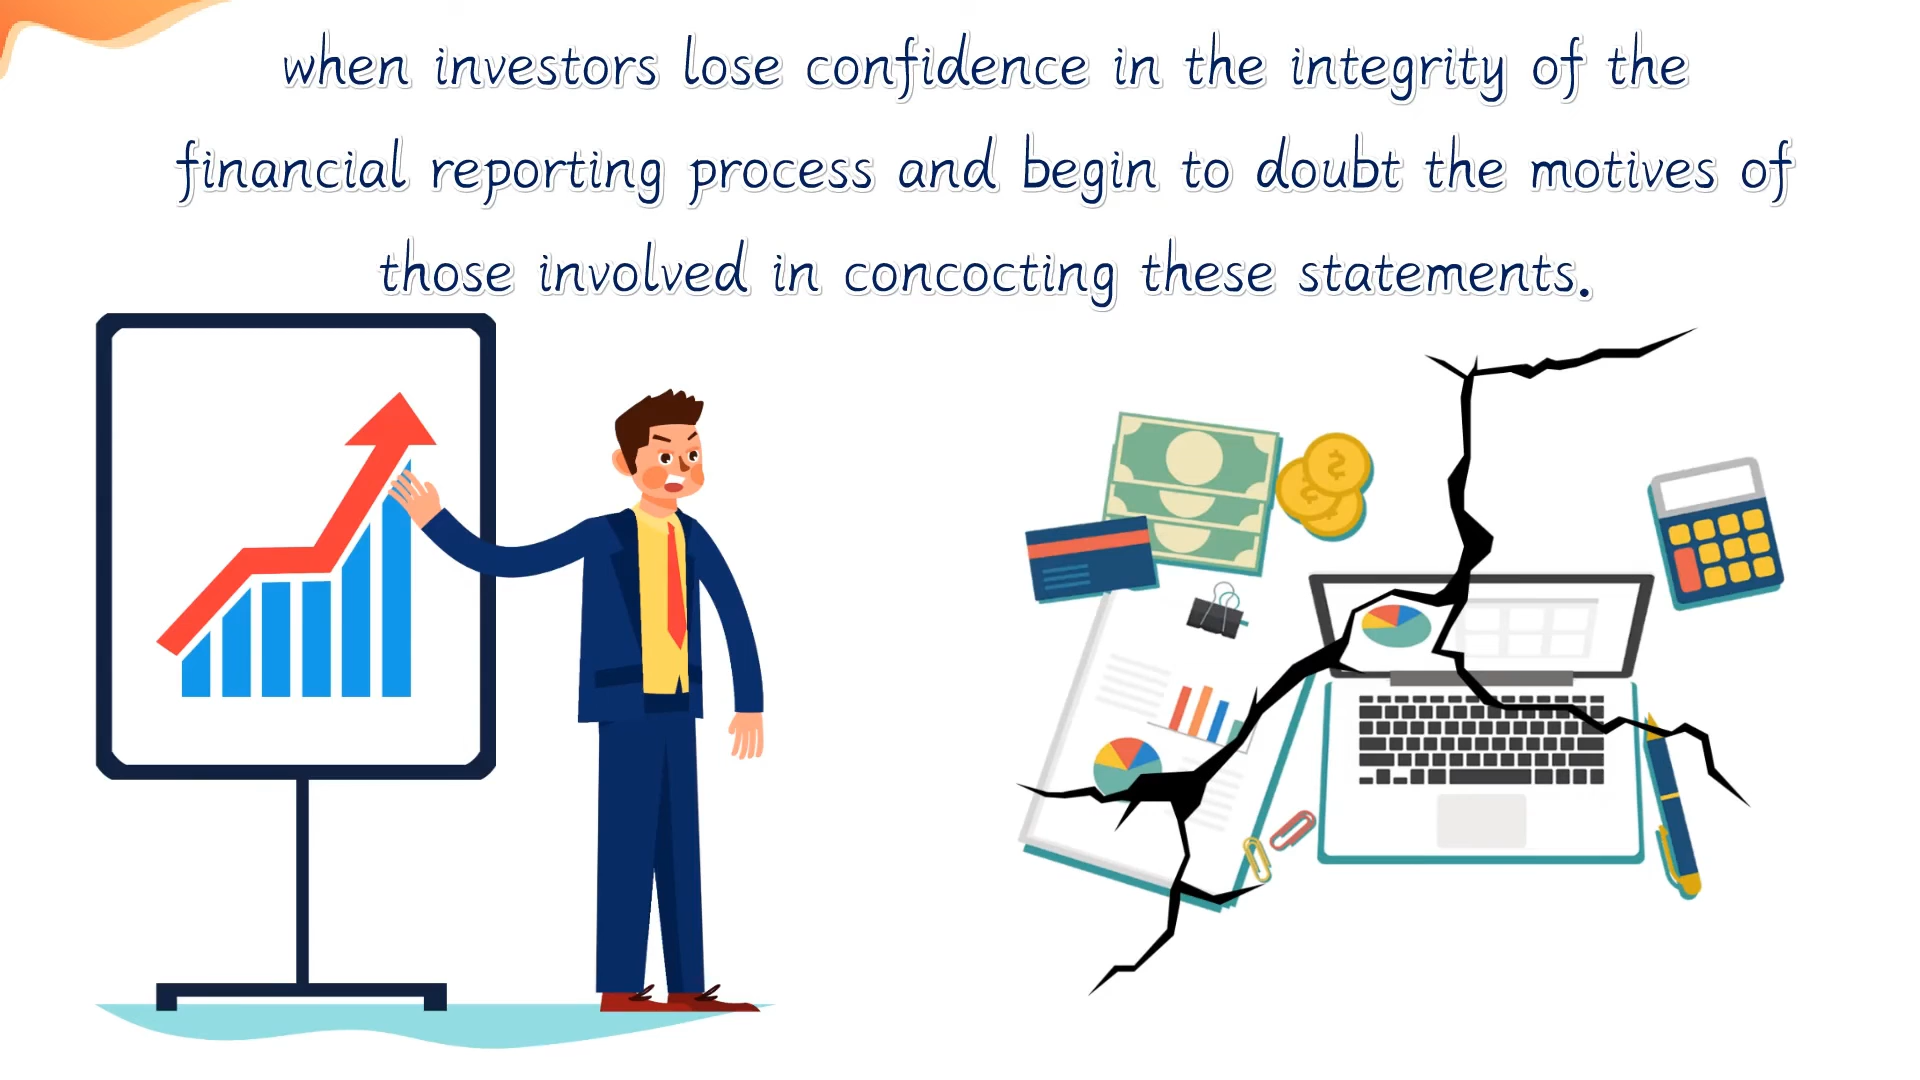 when investors lose confidence in the integrity of the
financial reporting process and begin to doubt the motives of
those involved in concocting these statements.